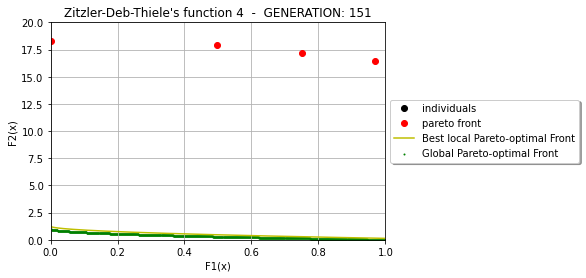 Zitzler-Deb-Thiele's function 4 - GENERATION: 151
20.0
17.5
15.0
12.5
10.0
7.5
5.0
2.5
0.0
F2(x)
0.0 0.2 0.4 0.6 0.8 1.0
F1(x)
individuals
pareto front
Best local Pareto-optimal Front
Global Pareto-optimal Front